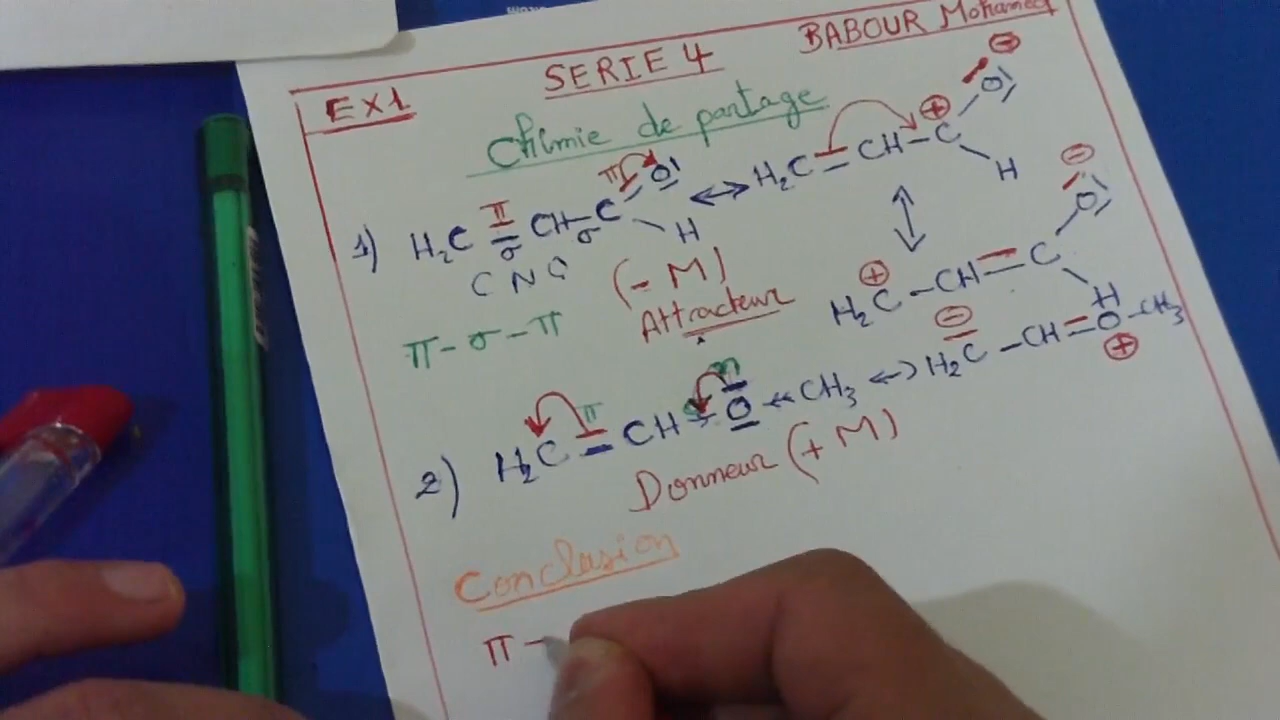 SERIE 4
BABOUR Mohamed
EX1
Chimie de partage
1) H₂C = CH - C O H ↔ H₂C = CH - C O H
π σ σ π
⊕ ⊖
C N C
(- M)
Attracteur
π - σ - π
H₂C - CH = C O H
⊕ ⊖
2) H₂C = CH - O - CH₃ ↔ H₂C - CH = O - CH₃
π σ n
⊖ ⊕
Donneur (+ M)
Conclusion
π -